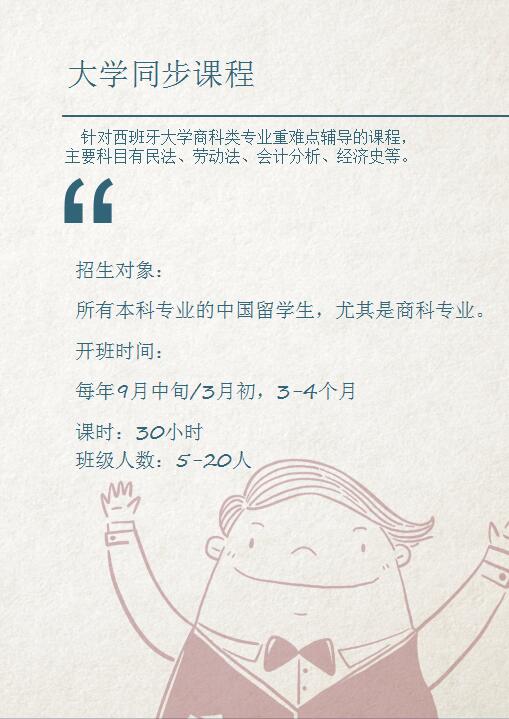 大学同步课程
针对西班牙大学商科类专业重难点辅导的课程，
主要科目有民法、劳动法、会计分析、经济史等。
招生对象：
所有本科专业的中国留学生，尤其是商科专业。
开班时间：
每年9月中旬/3月初，3-4个月
课时：30小时
班级人数：5-20人